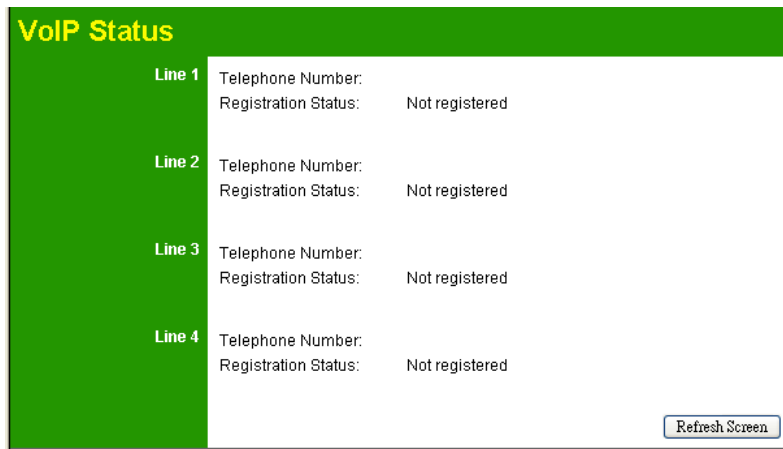 VoIP Status
Line 1 Telephone Number:
Registration Status: Not registered
Line 2 Telephone Number:
Registration Status: Not registered
Line 3 Telephone Number:
Registration Status: Not registered
Line 4 Telephone Number:
Registration Status: Not registered
Refresh Screen